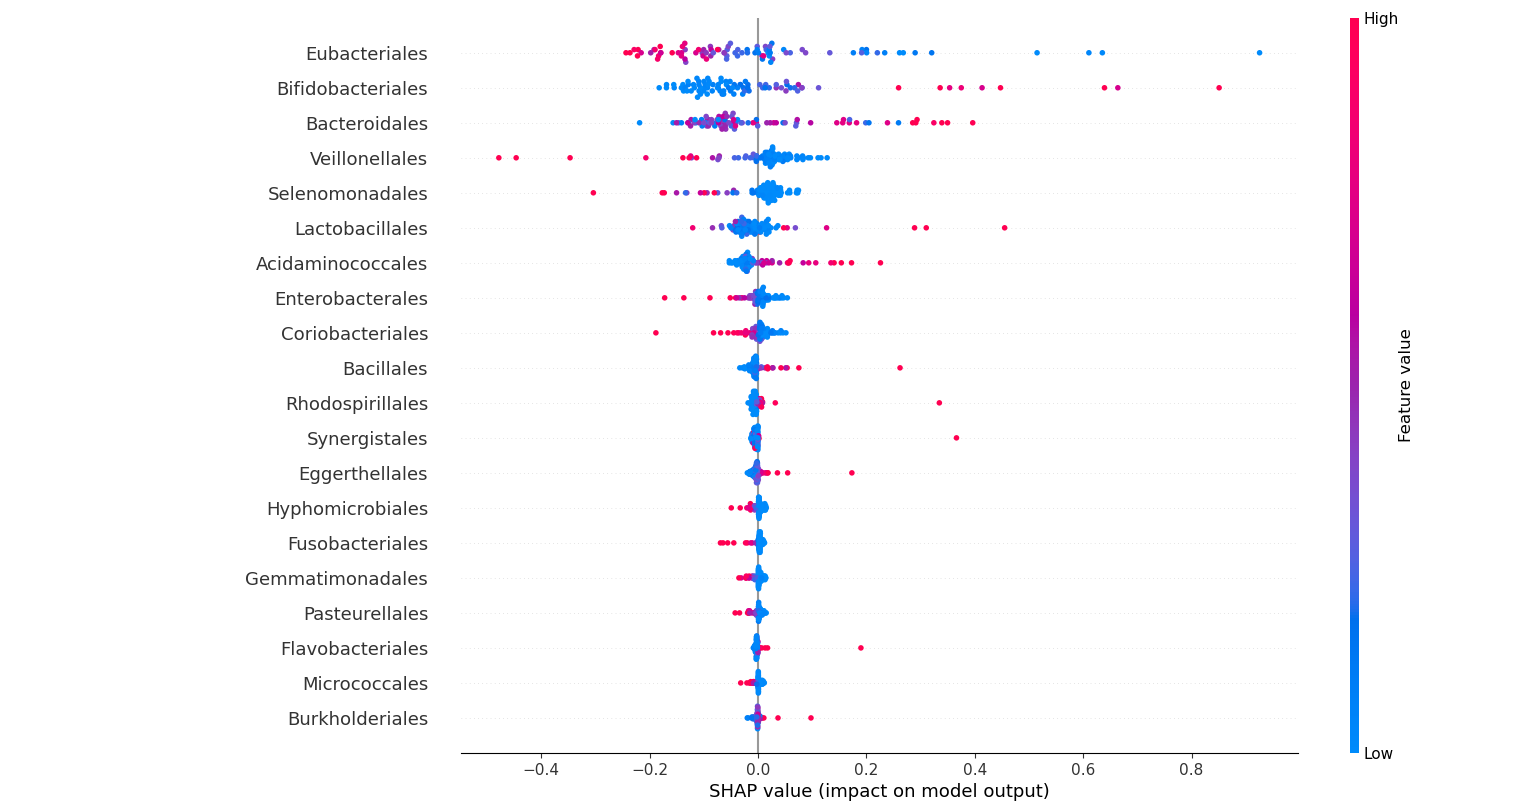 High
Eubacteriales
Bifidobacteriales
Bacteroidales
Veillonellales
Selenomonadales
Lactobacillales
Acidaminococcales
Enterobacterales
Coriobacteriales
Bacillales
Rhodospirillales
Synergistales
Eggerthellales
Hyphomicrobiales
Fusobacteriales
Gemmatimonadales
Pasteurellales
Flavobacteriales
Micrococcales
Burkholderiales
Feature value
Low
−0.4 −0.2 0.0 0.2 0.4 0.6 0.8
SHAP value (impact on model output)